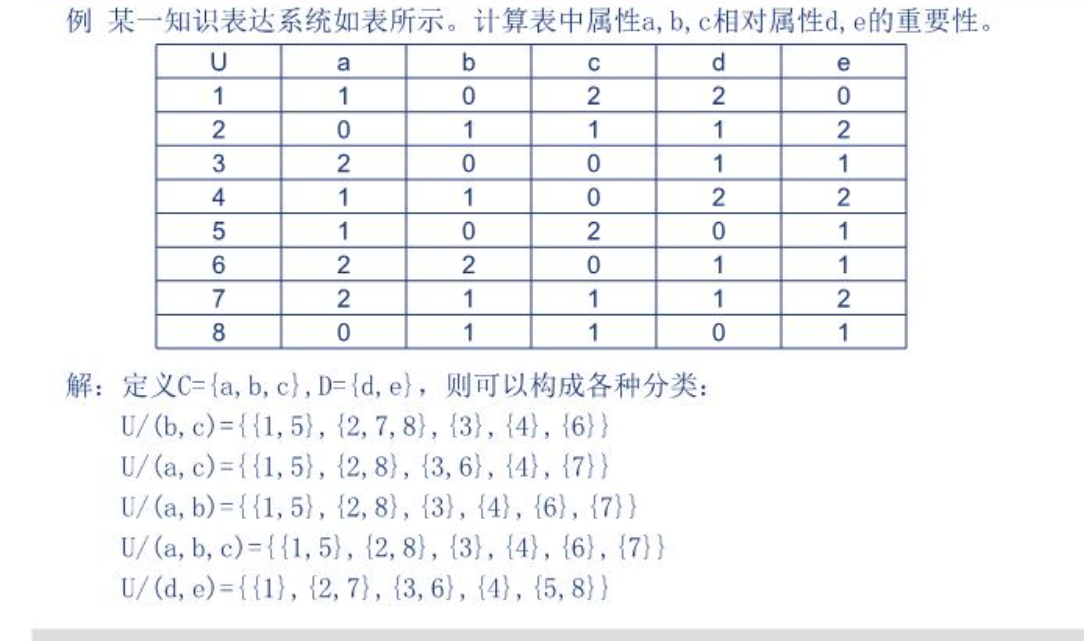 例 某一知识表达系统如表所示。计算表中属性a,b,c相对属性d,e的重要性。
U a b c d e
1 1 0 2 2 0
2 0 1 1 1 2
3 2 0 0 1 1
4 1 1 0 2 2
5 1 0 2 0 1
6 2 2 0 1 1
7 2 1 1 1 2
8 0 1 1 0 1
解：定义C={a,b,c},D={d,e}，则可以构成各种分类：
U/(b,c)={{1,5},{2,7,8},{3},{4},{6}}
U/(a,c)={{1,5},{2,8},{3,6},{4},{7}}
U/(a,b)={{1,5},{2,8},{3},{4},{6},{7}}
U/(a,b,c)={{1,5},{2,8},{3},{4},{6},{7}}
U/(d,e)={{1},{2,7},{3,6},{4},{5,8}}